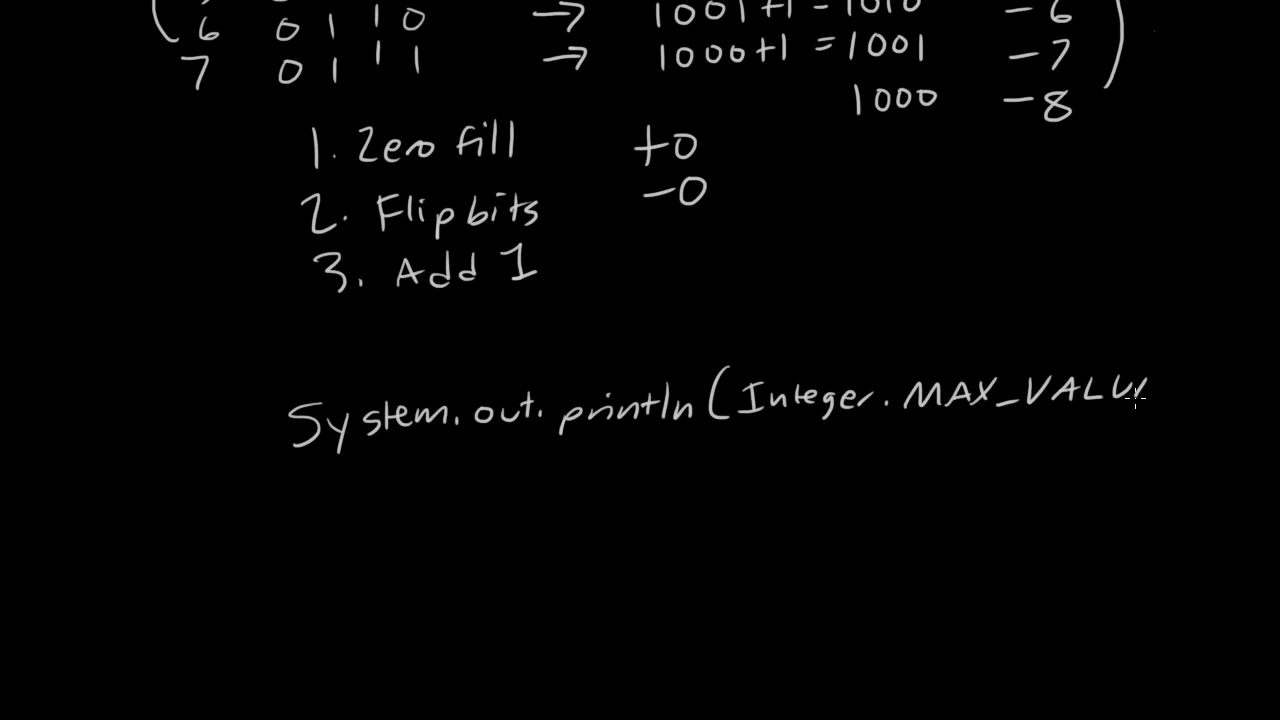 6 0 1 1 0 → 1001+1=1010 -6
7 0 1 1 1 → 1000+1=1001 -7
1000 -8
1. Zero fill +0
2. Flip bits -0
3. Add 1
System.out.println(Integer.MAX_VALU